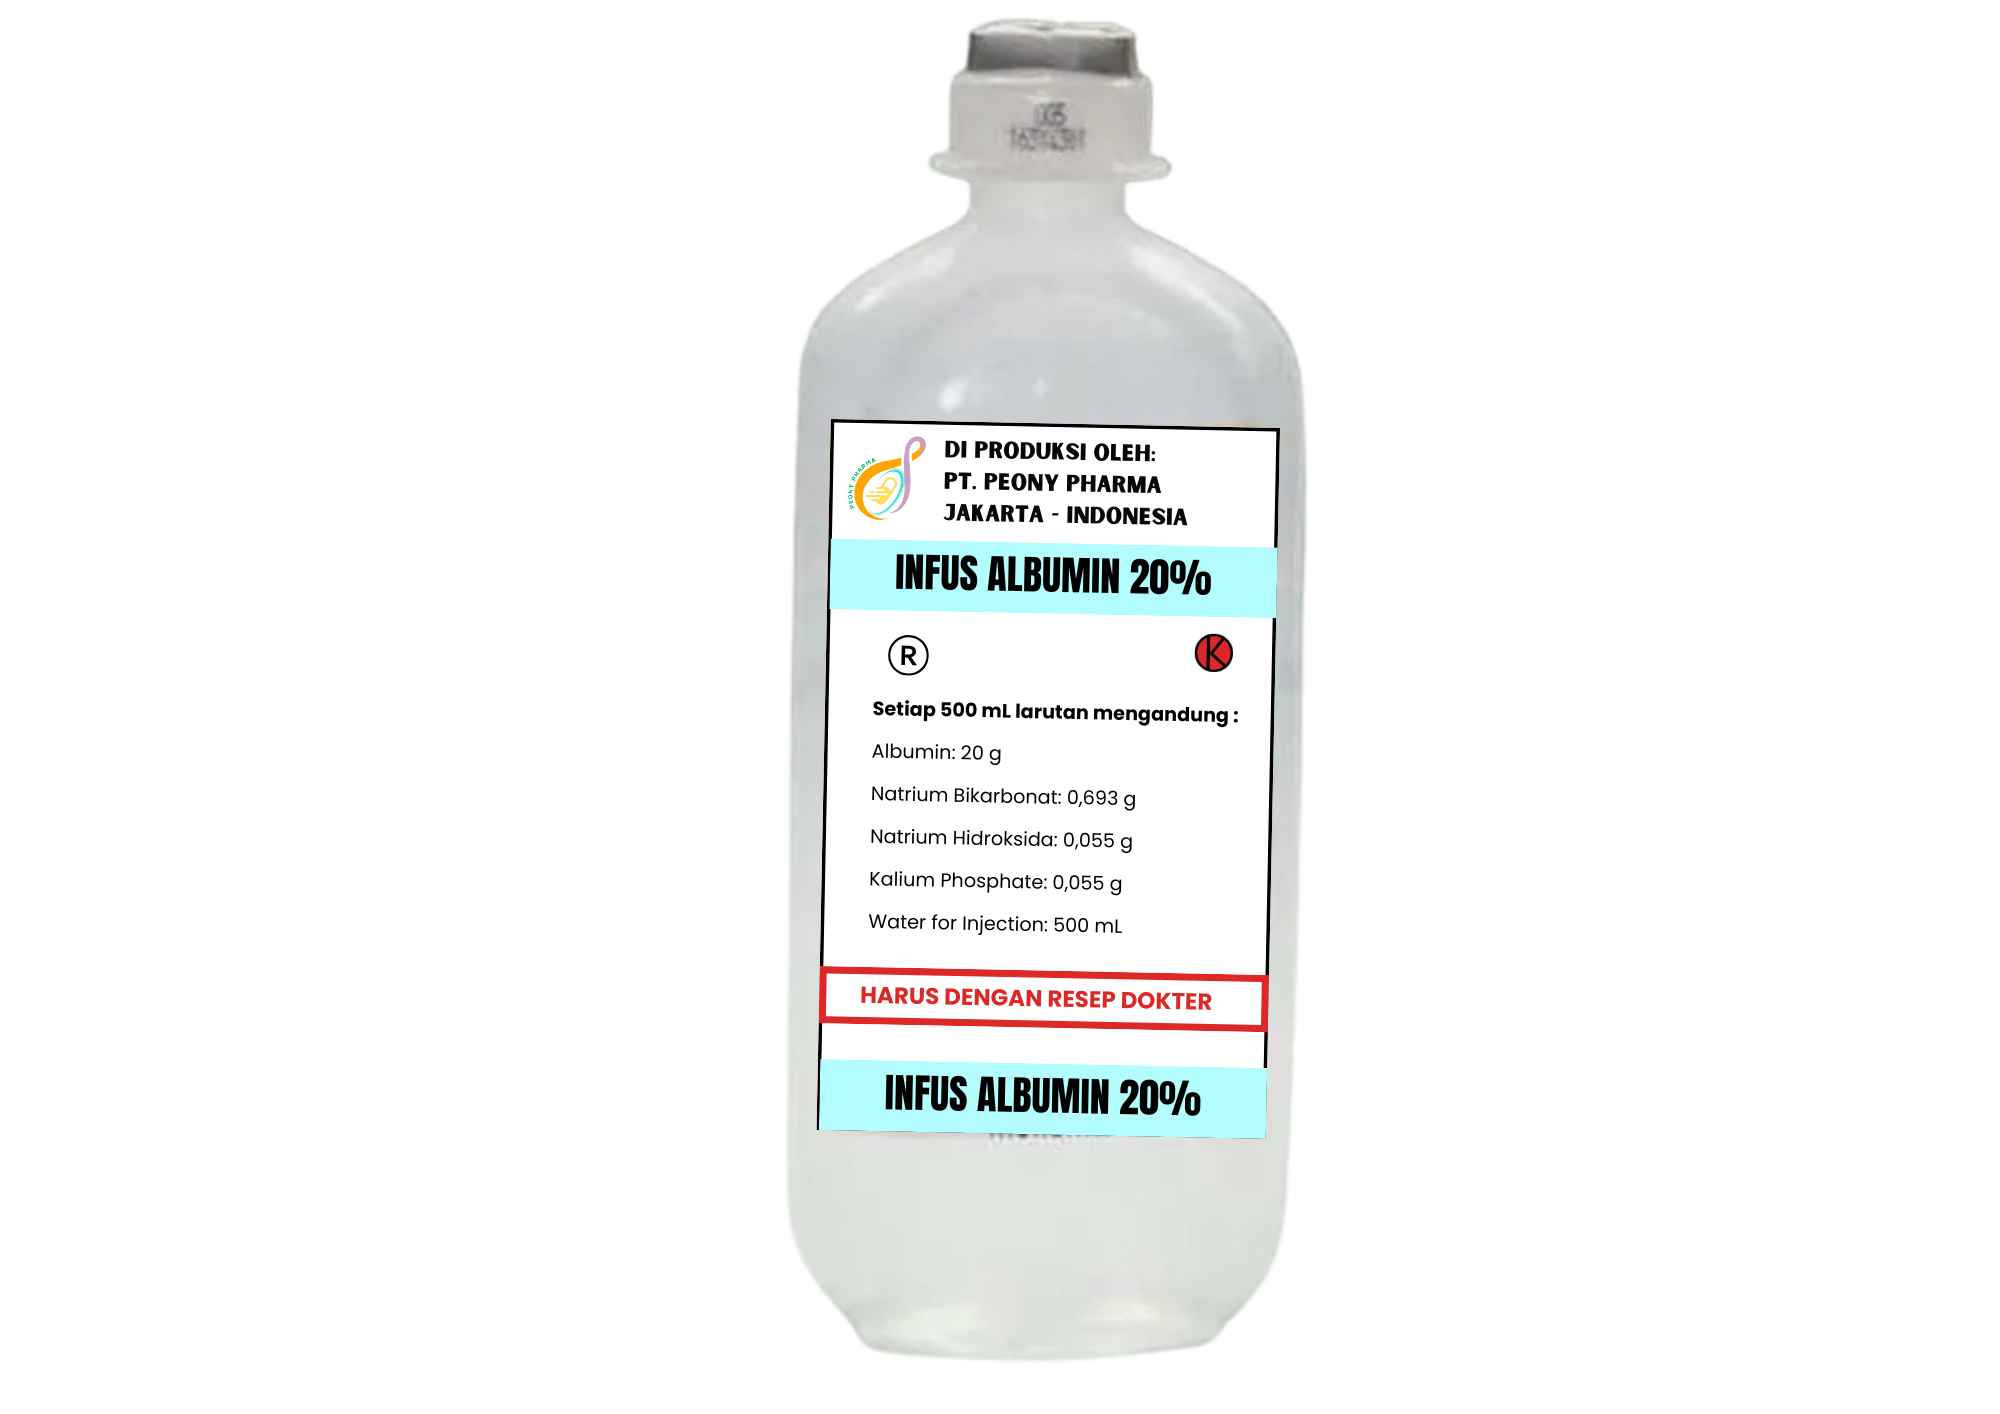 PEONY PHARMA
DI PRODUKSI OLEH:
PT. PEONY PHARMA
JAKARTA - INDONESIA
INFUS ALBUMIN 20%
R K
Setiap 500 mL larutan mengandung :
Albumin: 20 g
Natrium Bikarbonat: 0,693 g
Natrium Hidroksida: 0,055 g
Kalium Phosphate: 0,055 g
Water for Injection: 500 mL
HARUS DENGAN RESEP DOKTER
INFUS ALBUMIN 20%